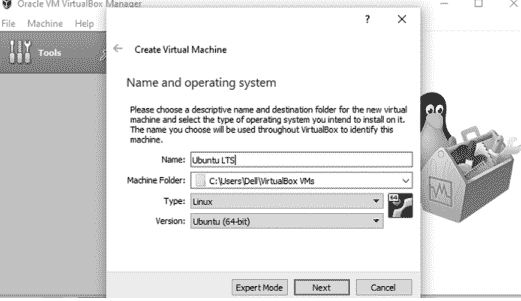 Oracle VM VirtualBox Manager
File Machine Help
Tools
? ×
Create Virtual Machine
Name and operating system
Please choose a descriptive name and destination folder for the new virtual
machine and select the type of operating system you intend to install on it.
The name you choose will be used throughout VirtualBox to identify this
machine.
Name: Ubuntu LTS
Machine Folder: C:\Users\Dell\VirtualBox VMs
Type: Linux
Version: Ubuntu (64-bit)
Expert Mode Next Cancel